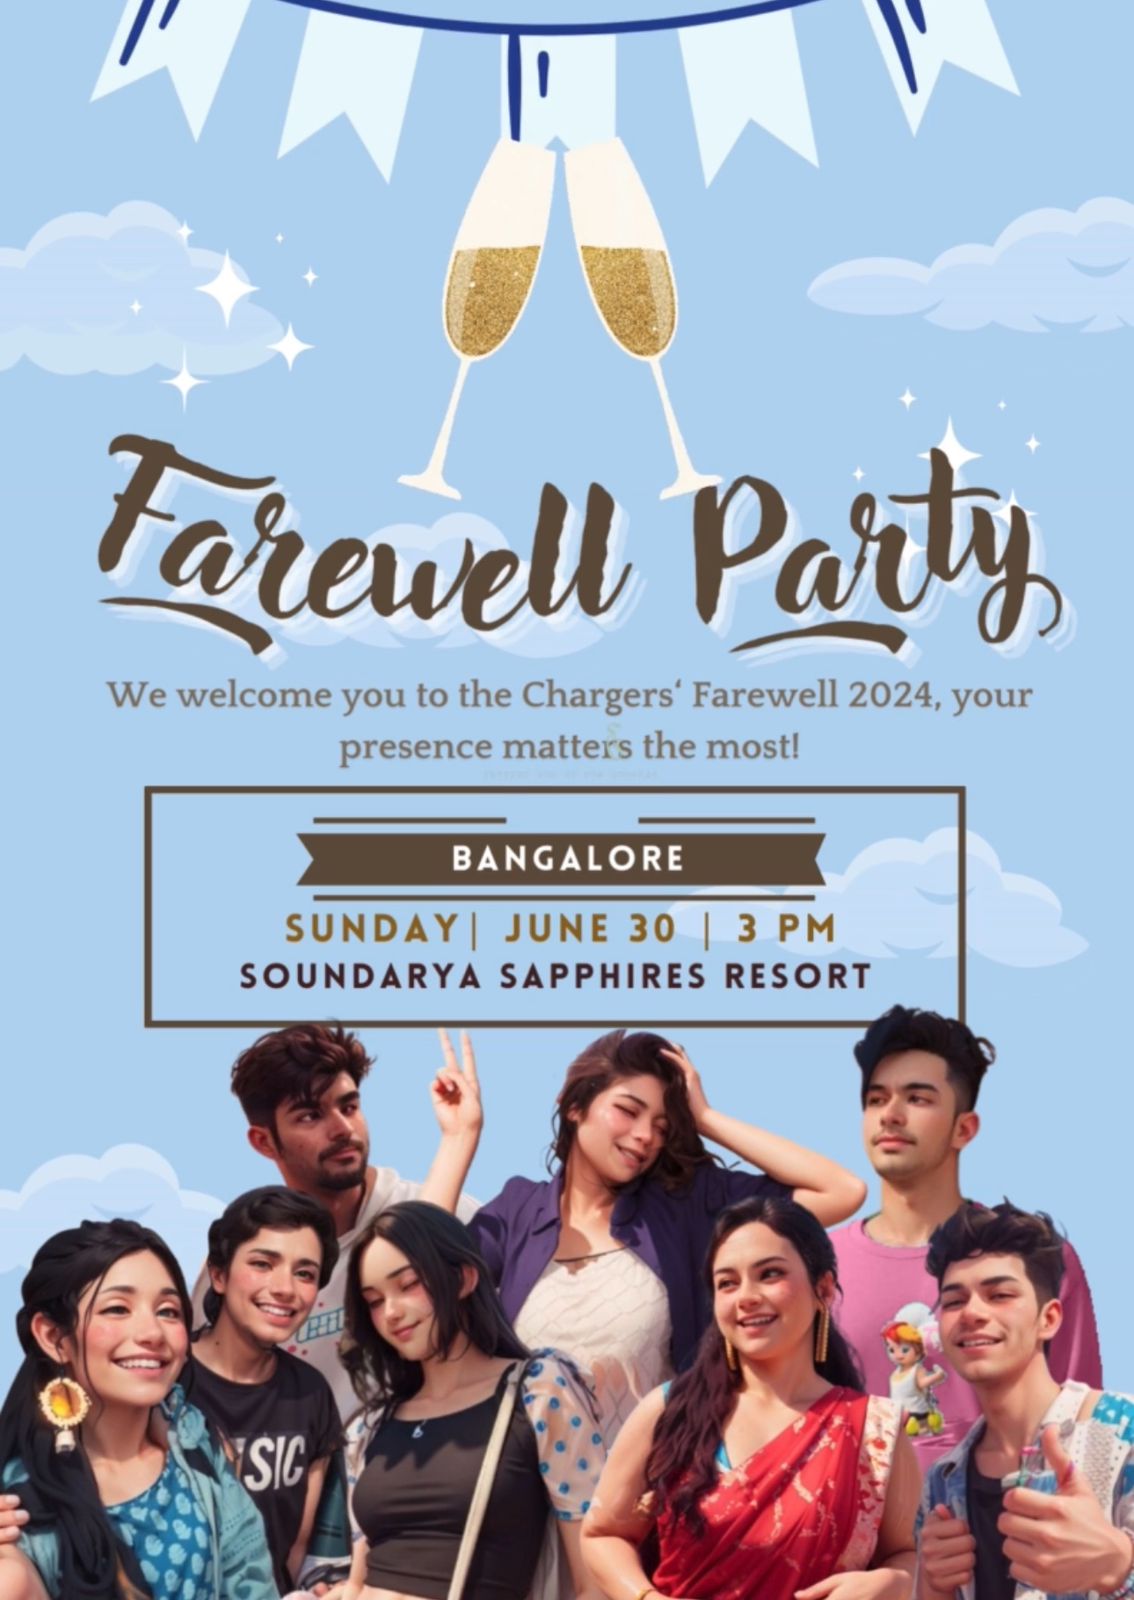 Farewell Party
We welcome you to the Chargers‘ Farewell 2024, your
presence matters the most!
BANGALORE
SUNDAY| JUNE 30 | 3 PM
SOUNDARYA SAPPHIRES RESORT
USIC